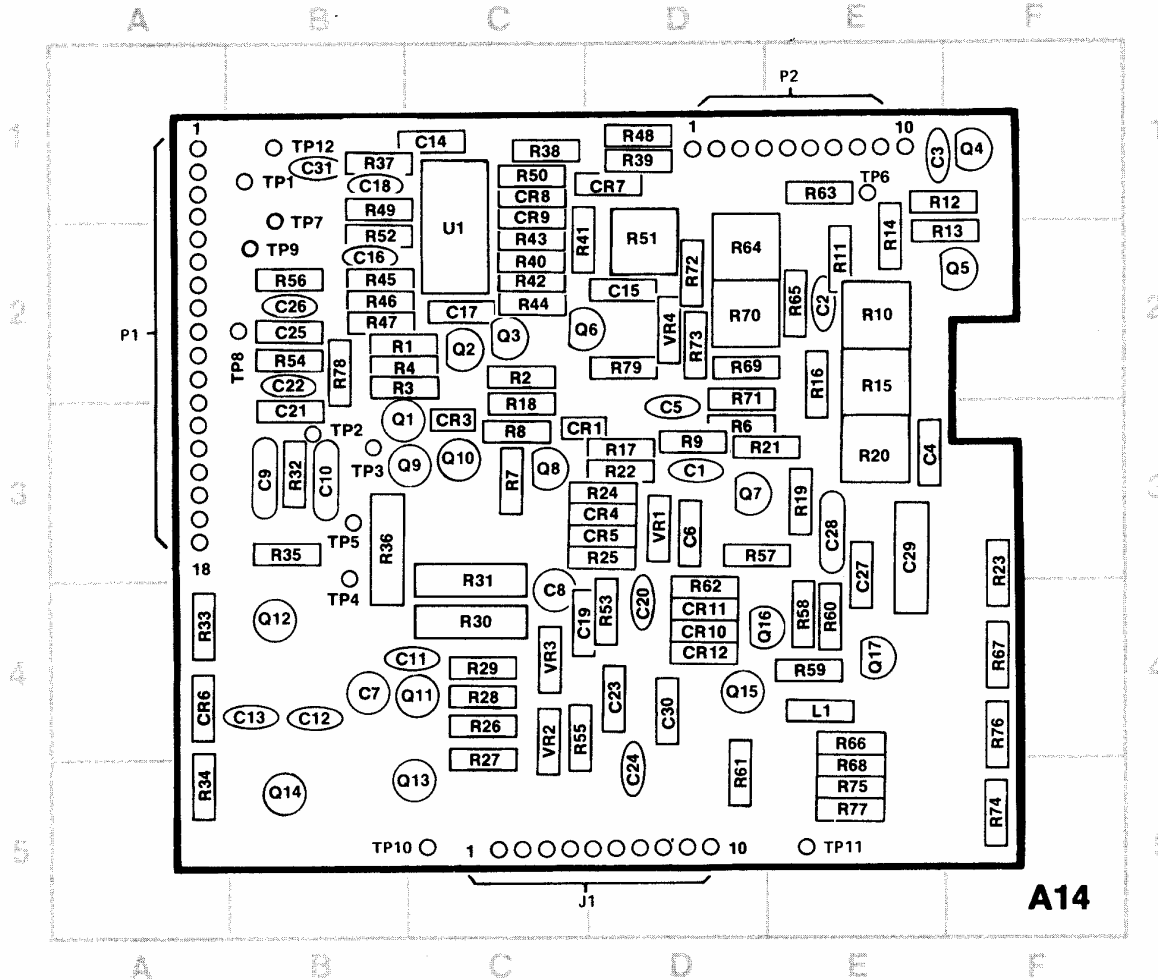 A B C D E F
P2
1 1
1 TP12 C14 R38 R48 1 10 C3 Q4
C31 R37 R39
TP1 C18 R50 CR7 R63 TP6
CR8 R12
TP7 R49 U1 CR9 R41 R51 R64 R14 R13
TP9 R52 R43 R72 R11
C16 R40 Q5
R56 R45 R42 C15 R65 C2
2 C26 R46 C17 R44 VR4 R70 R10
P1 C25 R47 Q3 Q6 R73
TP8 R1 Q2
R54 R78 R4 R79 R69 R16 R15
C22 R3 R2
C21 Q1 CR3 R18 C5 R71
TP2 R8 CR1 R6
TP3 R17 R9 R21 R20 C4
C9 R32 C10 Q9 Q10 R7 Q8 R22 C1
3 R24 Q7 R19
TP5 R36 CR4 VR1 C6 C28 C29
CR5
R35 R25 R57 C27 R23
18 TP4 R31 C8 R62
R33 Q12 R30 C19 R53 C20 CR11 Q16 R58 R60
CR10
C11 VR3 CR12 Q17 R67
4 R29 R59
CR6 C13 C12 C7 Q11 R28 C23 C30 Q15 L1
R26 VR2 R55 R76
R66
R34 Q14 Q13 R27 C24 R61 R68
R75
R77 R74
5 TP10 1 10 TP11
J1
A14
A B C D E F